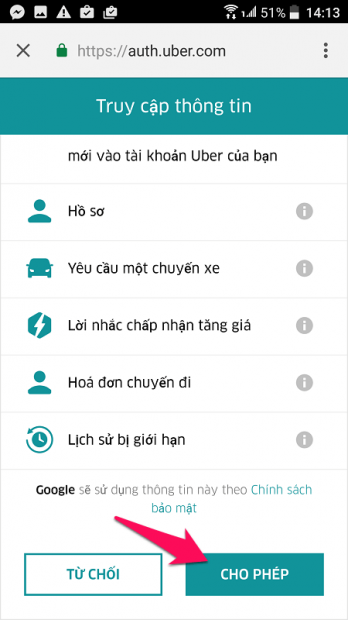 51% 14:13
https://auth.uber.com
Truy cập thông tin
mới vào tài khoản Uber của bạn
Hồ sơ
Yêu cầu một chuyến xe
Lời nhắc chấp nhận tăng giá
Hoá đơn chuyến đi
Lịch sử bị giới hạn
Google sẽ sử dụng thông tin này theo Chính sách
bảo mật
TỪ CHỐI CHO PHÉP